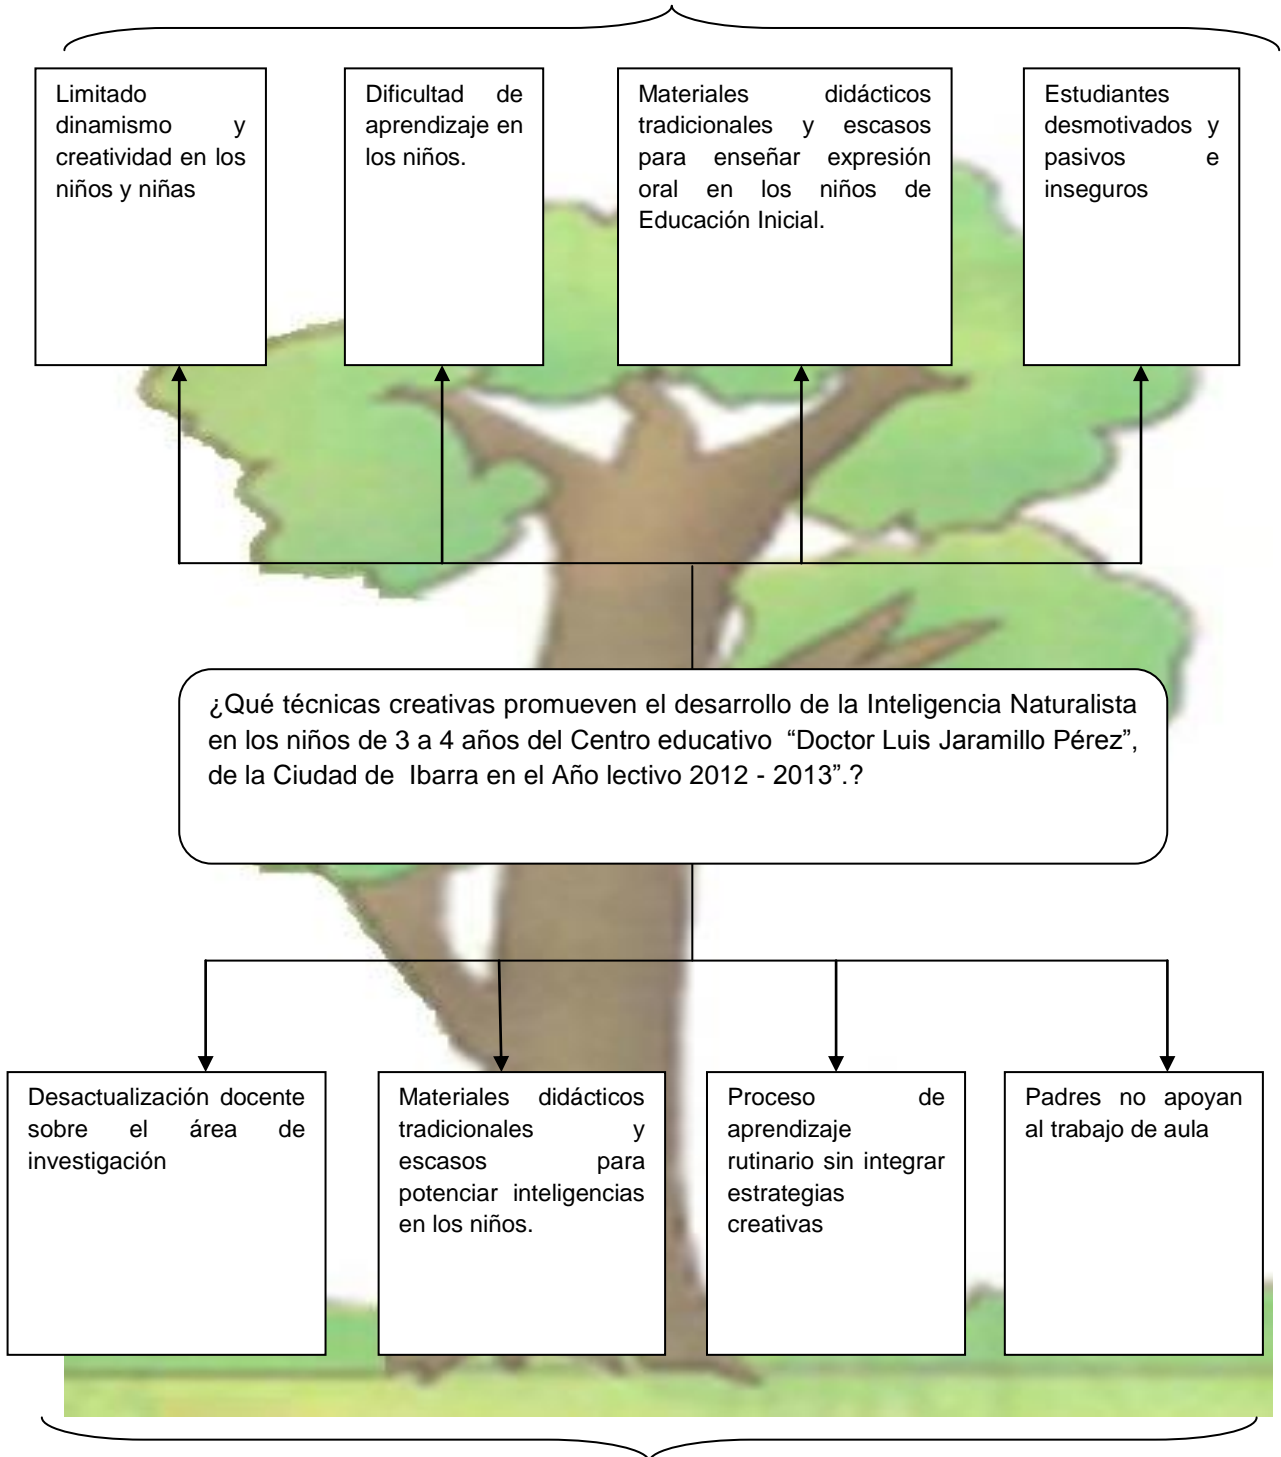 Limitado
dinamismo y
creatividad en los
niños y niñas
Dificultad de
aprendizaje en
los niños.
Materiales didácticos
tradicionales y escasos
para enseñar expresión
oral en los niños de
Educación Inicial.
Estudiantes
desmotivados y
pasivos e
inseguros
¿Qué técnicas creativas promueven el desarrollo de la Inteligencia Naturalista
en los niños de 3 a 4 años del Centro educativo “Doctor Luis Jaramillo Pérez”,
de la Ciudad de Ibarra en el Año lectivo 2012 - 2013”.?
Desactualización docente
sobre el área de
investigación
Materiales didácticos
tradicionales y
escasos para
potenciar inteligencias
en los niños.
Proceso de
aprendizaje
rutinario sin integrar
estrategias
creativas
Padres no apoyan
al trabajo de aula